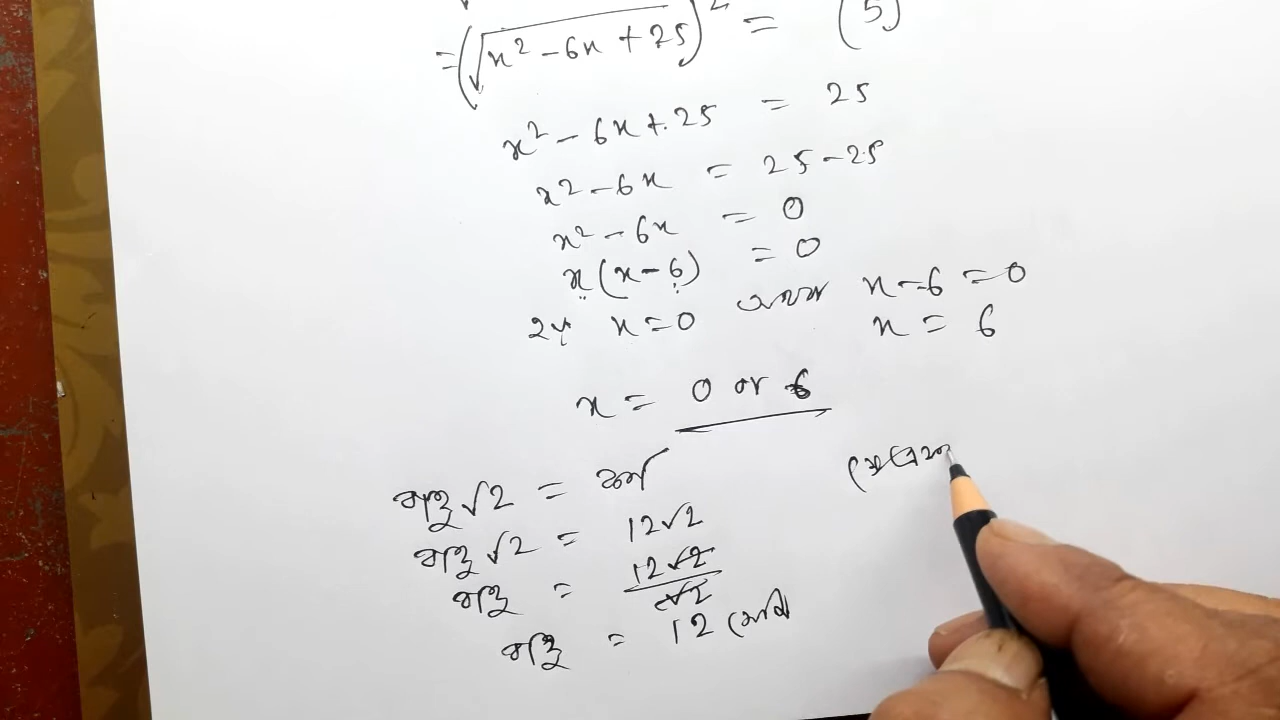 = (√x² - 6x + 25)² = (5)
x² - 6x + 25 = 25
x² - 6x = 25 - 25
x² - 6x = 0
x(x - 6) = 0
হয় x = 0 অথবা x - 6 = 0
x = 6
x = 0 or 6
বাহু√2 = কর্ণ
বাহু√2 = 12√2
বাহু = 12√2/√2
বাহু = 12 সেমি
ক্ষেত্রফল